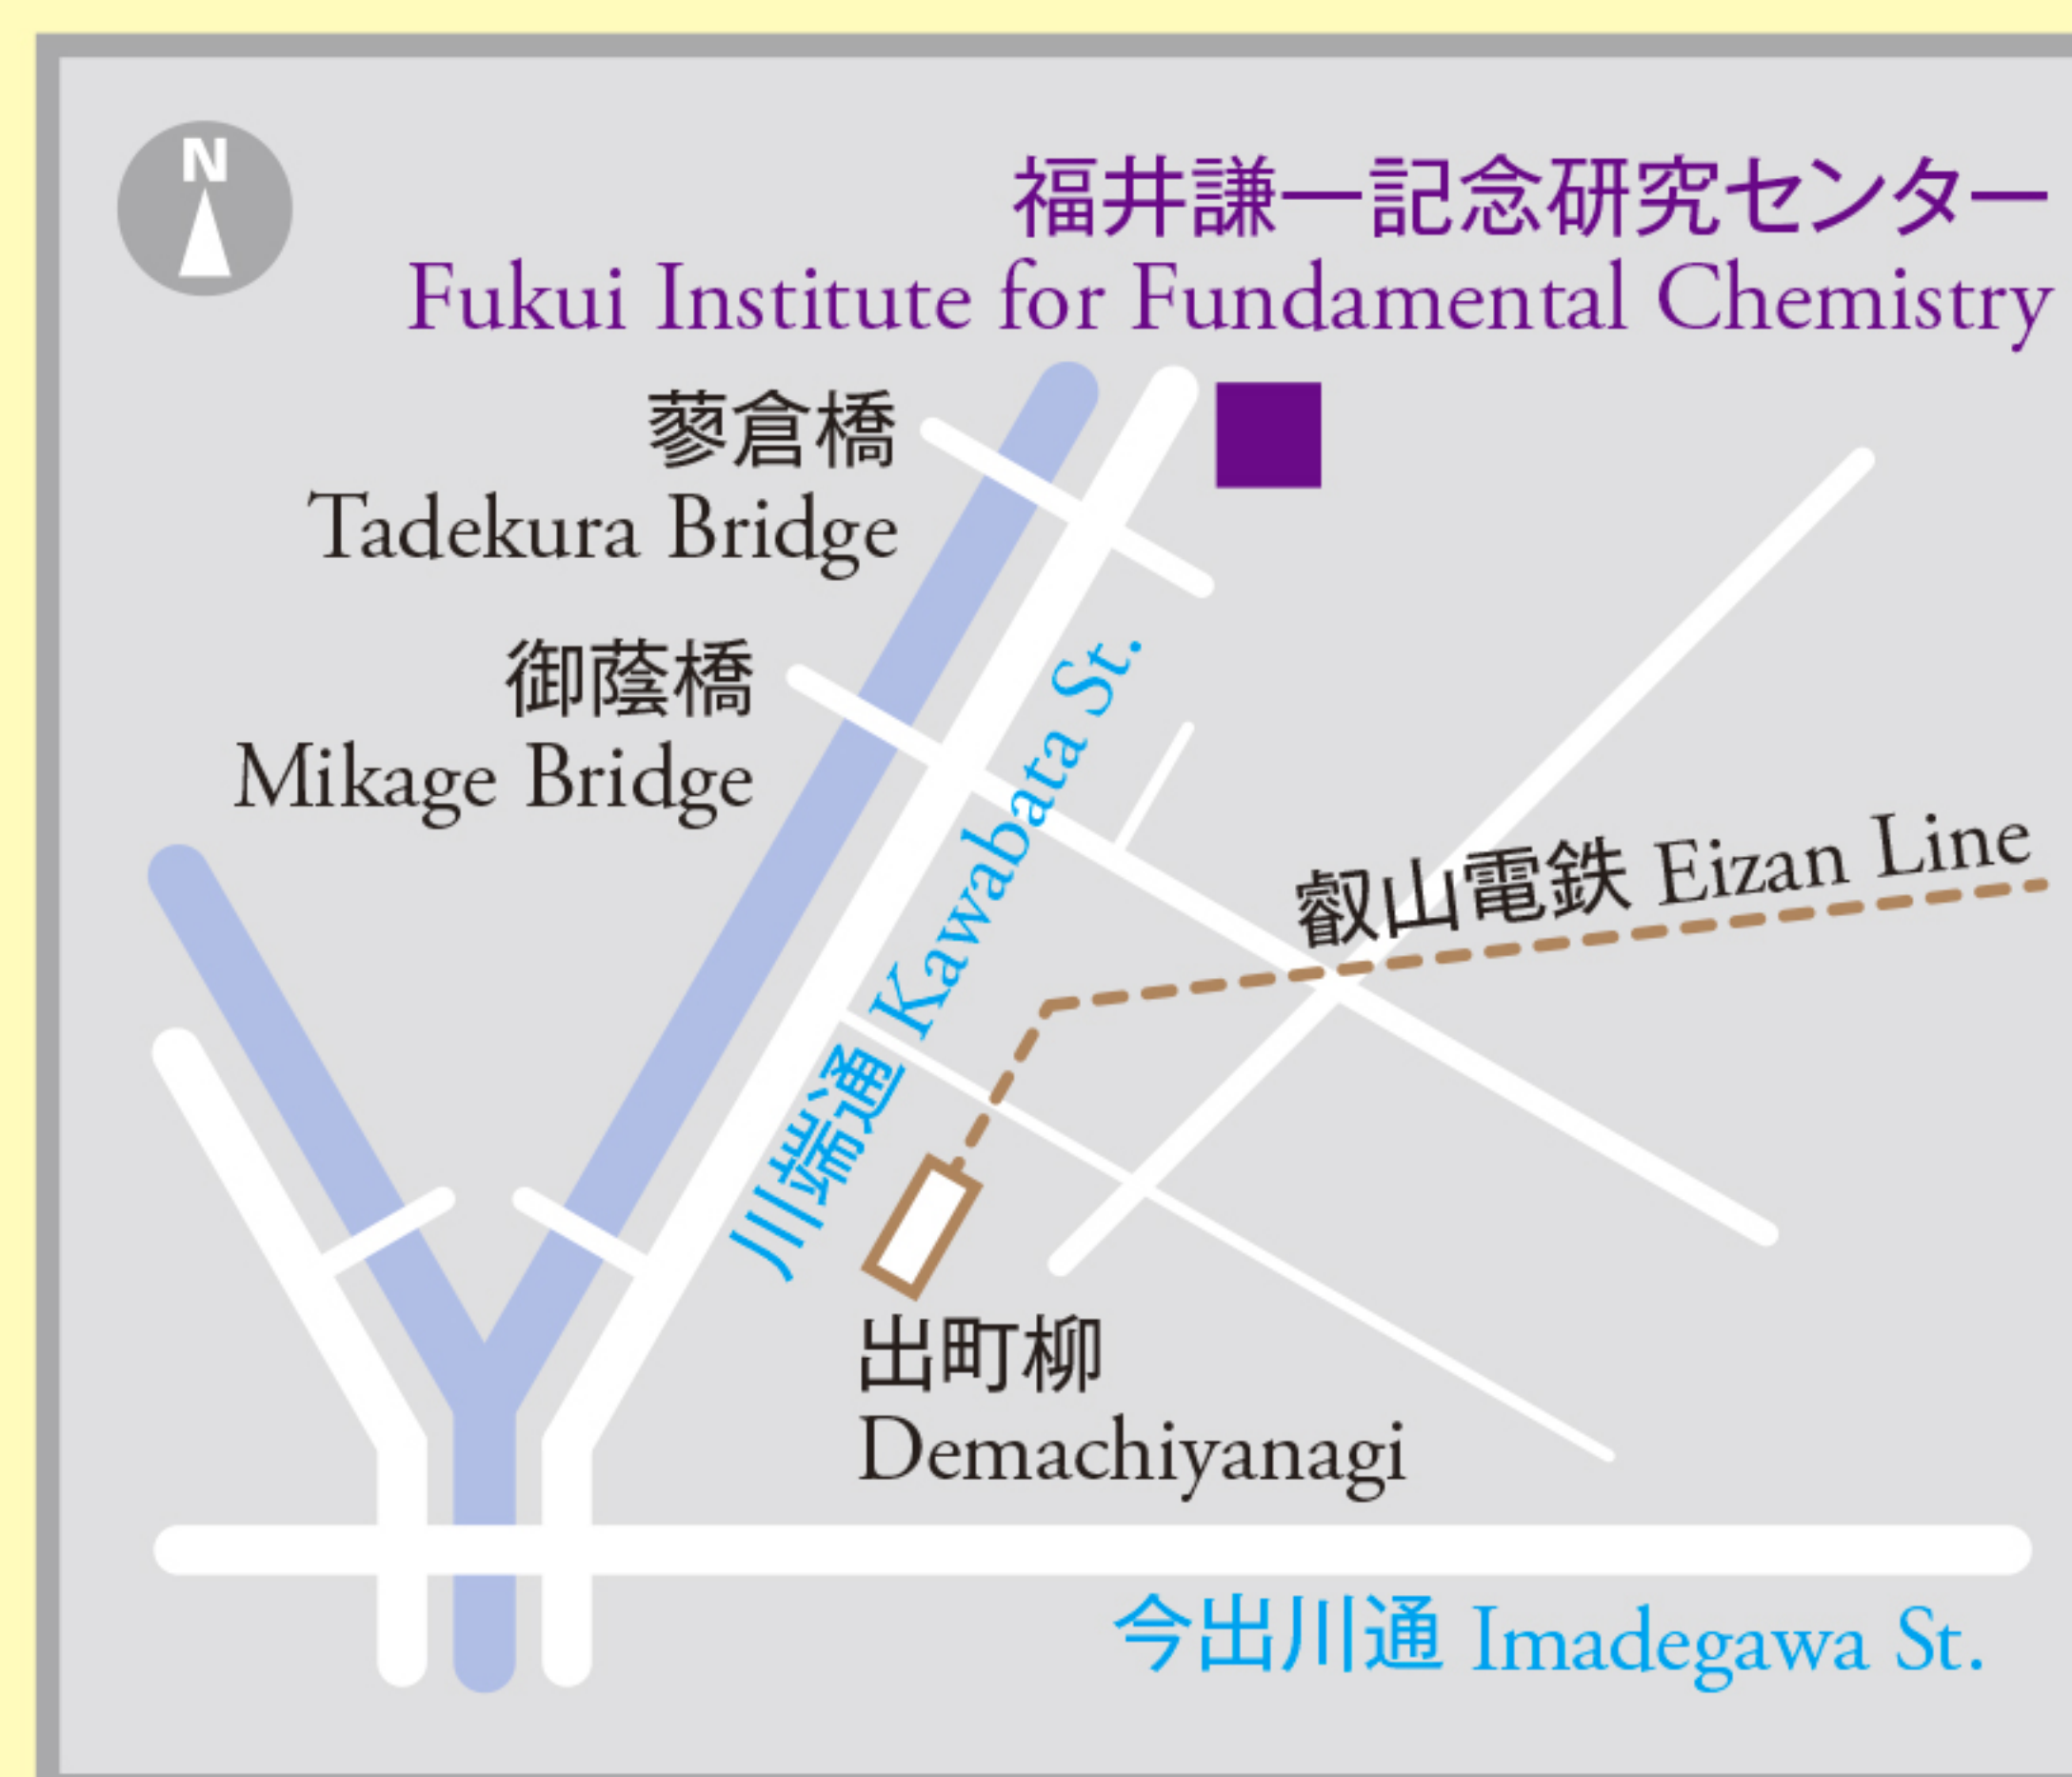 N
福井謙一記念研究センター
Fukui Institute for Fundamental Chemistry
蓼倉橋
Tadekura Bridge
御蔭橋
Mikage Bridge
川端通 Kawabata St.
叡山電鉄 Eizan Line
出町柳
Demachiyanagi
今出川通 Imadegawa St.